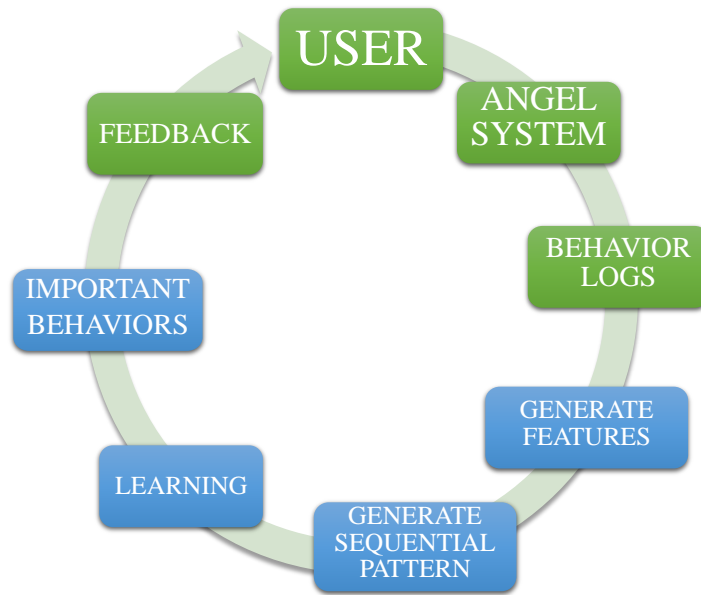 USER
ANGEL
SYSTEM
BEHAVIOR
LOGS
GENERATE
FEATURES
GENERATE
SEQUENTIAL
PATTERN
LEARNING
IMPORTANT
BEHAVIORS
FEEDBACK